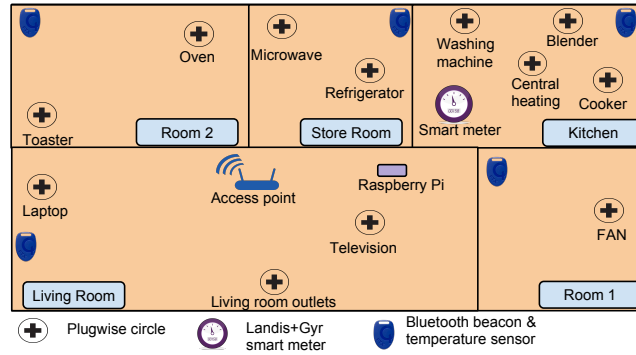 Oven
Toaster
Room 2
Microwave
Refrigerator
Store Room
Washing
machine
Blender
Central
heating
Cooker
Smart meter
Kitchen
Laptop
Access point
Raspberry Pi
Television
FAN
Living Room
Living room outlets
Room 1
Plugwise circle
Landis+Gyr
smart meter
Bluetooth beacon &
temperature sensor